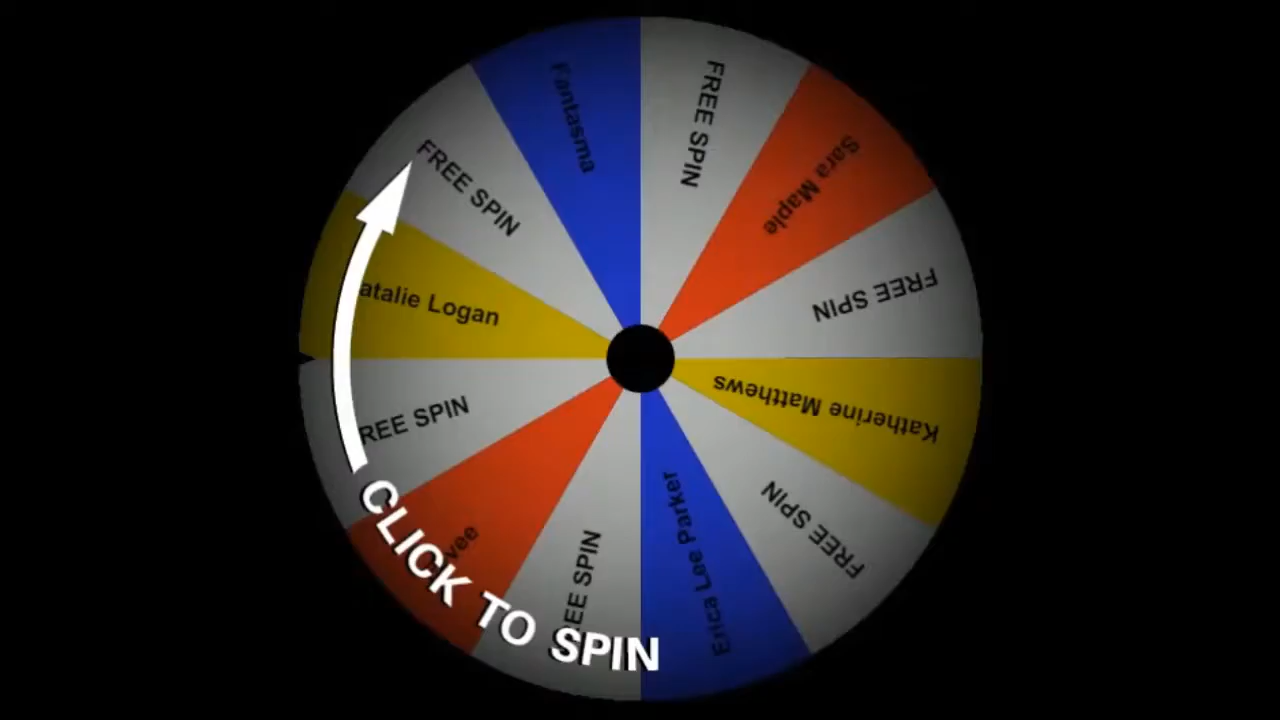 FREE SPIN
Sara Maple
FREE SPIN
Katherine Matthews
FREE SPIN
Erica Lee Parker
EE SPIN
vee
REE SPIN
atalie Logan
FREE SPIN
Fantasma
CLICK TO SPIN